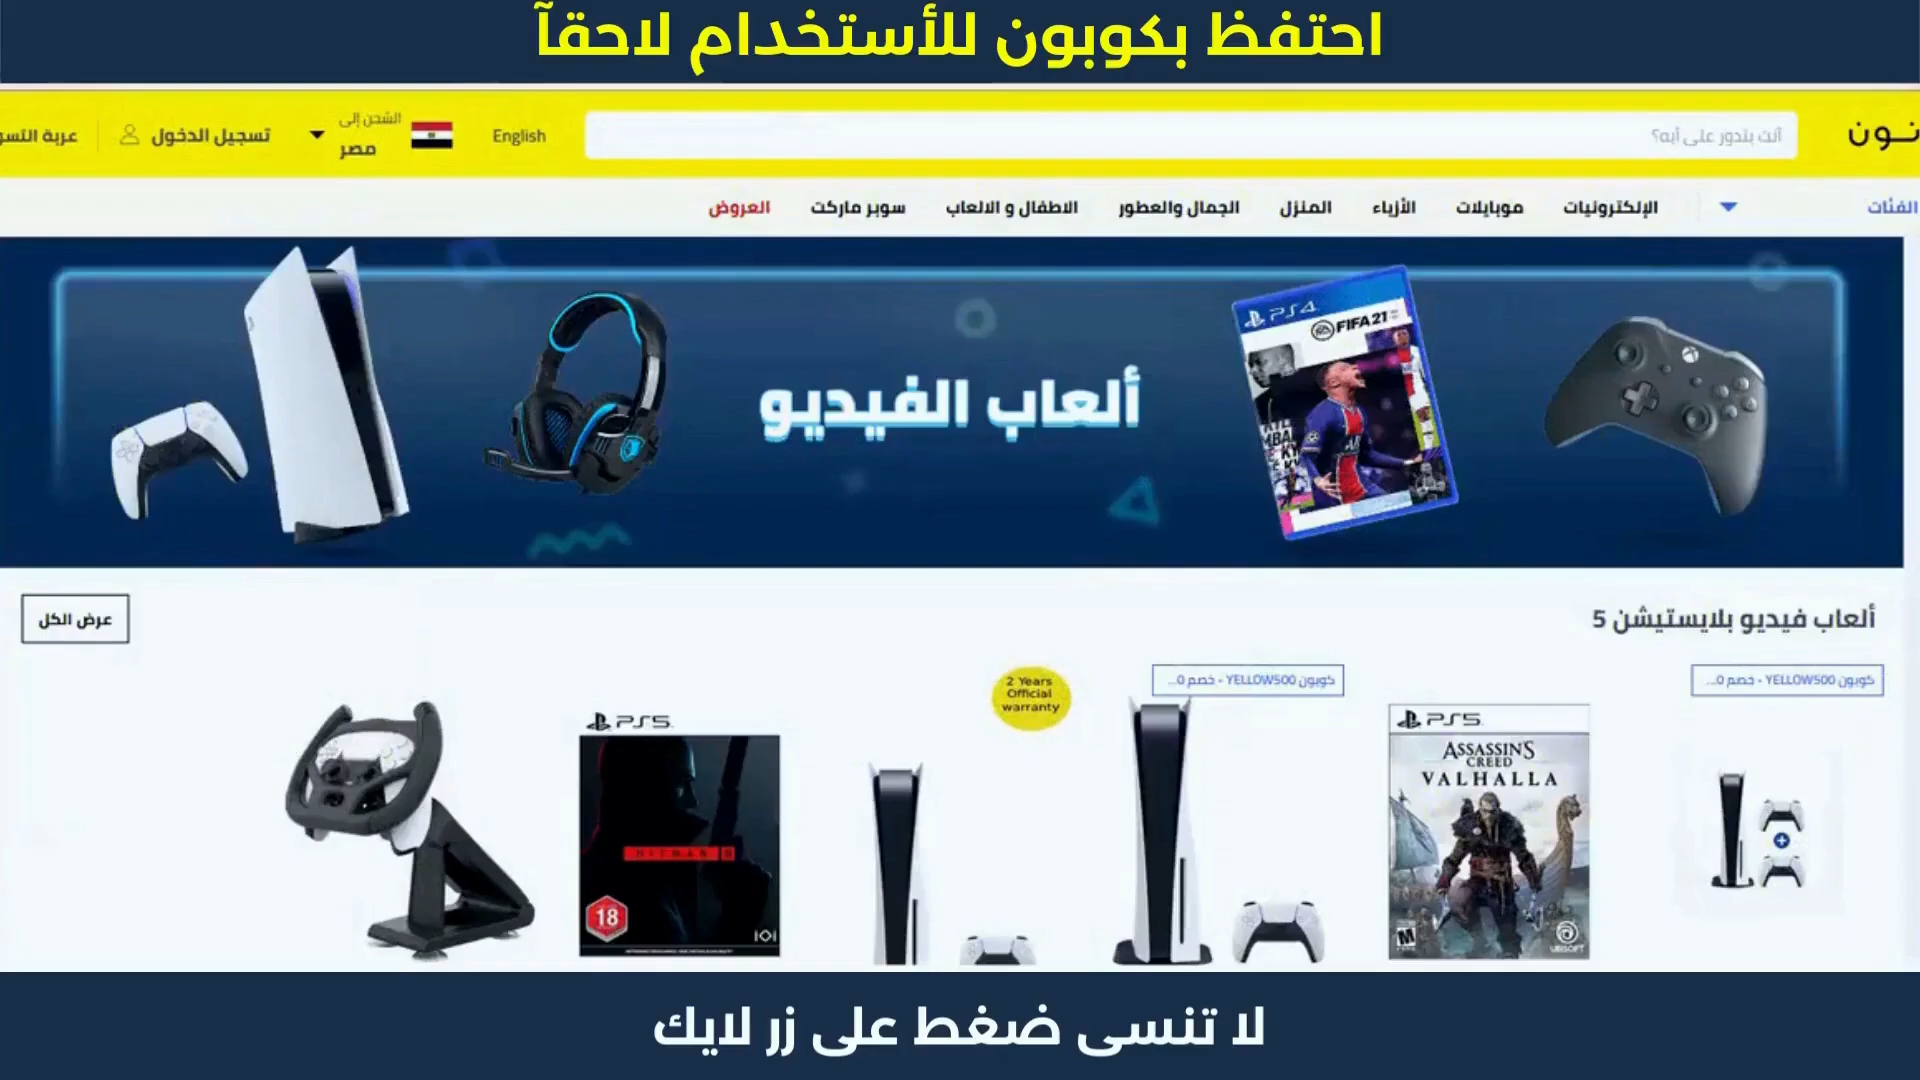 احتفظ بكوبون للأستخدام لاحقآ
نون
أنت بتدور على أيه؟
English
الشحن إلى
مصر
تسجيل الدخول
عربة
الفئات
الإلكترونيات
موبايلات
الأزياء
المنزل
الجمال والعطور
الاطفال و الالعاب
سوبر ماركت
العروض
ألعاب الفيديو
PS4
FIFA 21
ألعاب فيديو بلايستيشن 5
عرض الكل
كوبون YELLOW500 - خصم 0...
كوبون YELLOW500 - خصم 0...
2 Years
Official
warranty
PS5
ASSASSIN'S
CREED
VALHALLA
M
UBISOFT
PS5
HITMAN
18
لا تنسى ضغط على زر لايك